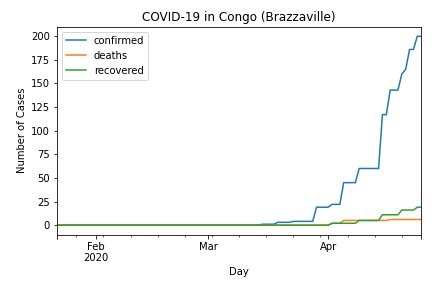 COVID-19 in Congo (Brazzaville)
confirmed
deaths
recovered
Number of Cases
200
175
150
125
100
75
50
25
0
Feb
2020
Mar
Apr
Day